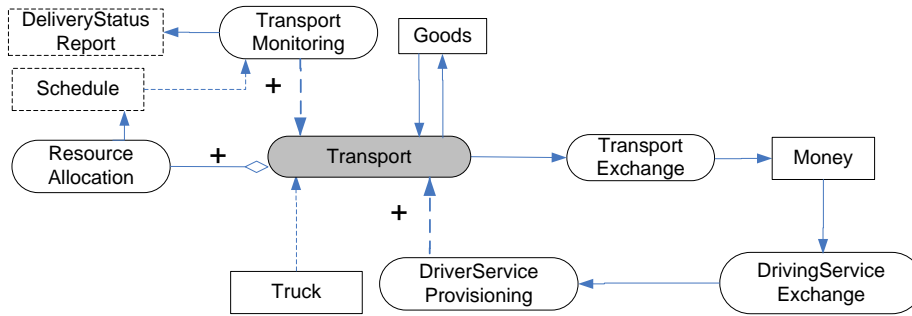 DeliveryStatus
Report
Transport
Monitoring
Goods
Schedule
+
Resource
Allocation
+
Transport
Transport
Exchange
Money
+
Truck
DriverService
Provisioning
DrivingService
Exchange